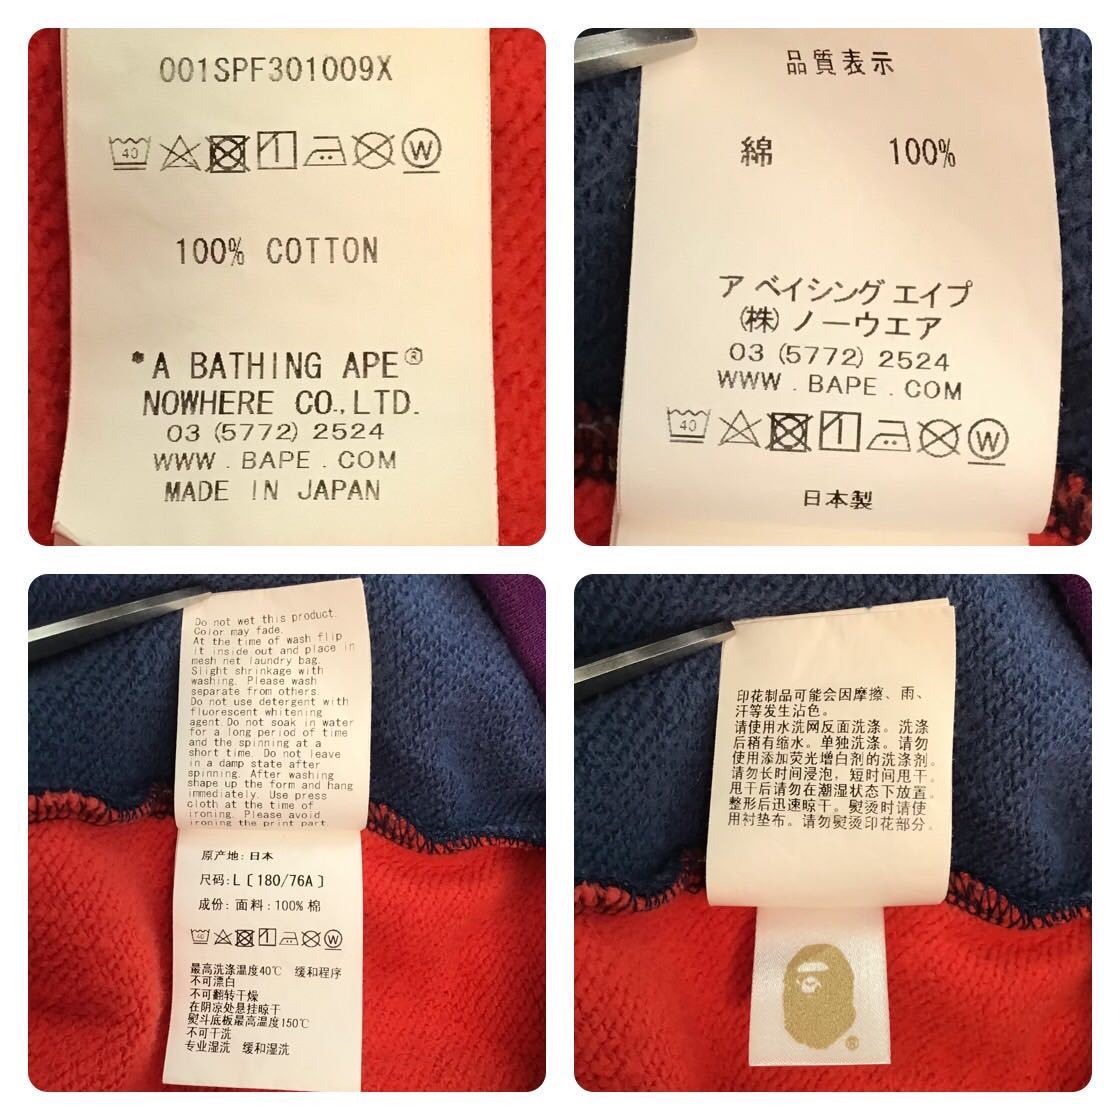 001SPF301009X
40
W
100% COTTON
*A BATHING APE®
NOWHERE CO.,LTD.
03 (5772) 2524
WWW . BAPE . COM
MADE IN JAPAN
品質表示
綿 100%
ア ベイシング エイプ
(株) ノーウエア
03 (5772) 2524
WWW . BAPE . COM
40
W
日本製
Do not wet this product.
Color may fade.
At the time of wash flip
it inside out and place in
mesh net laundry bag.
Slight shrinkage with
washing. Please wash
separate from others.
Do not use detergent with
fluorescent whitening
agent.Do not soak in water
for a long period of time
and the spinning at a
short time. Do not leave
in a damp state after
spinning. After washing
shape up the form and hang
immediately. Use press
cloth at the time of
ironing. Please avoid
ironing the print part.
原产地: 日本
尺码: L [ 180/76A ]
成份: 面料: 100% 棉
40
W
最高洗涤温度40℃ 缓和程序
不可漂白
不可翻转干燥
在阴凉处悬挂晾干
熨斗底板最高温度150℃
不可干洗
专业湿洗 缓和湿洗
印花制品可能会因摩擦、雨、
汗等发生沾色。
请使用水洗网反面洗涤。洗涤
后稍有缩水。单独洗涤。请勿
使用添加荧光增白剂的洗涤剂。
请勿长时间浸泡, 短时间甩干。
甩干后请勿在潮湿状态下放置。
整形后迅速晾干。熨烫时请使
用衬垫布。请勿熨烫印花部分。
®